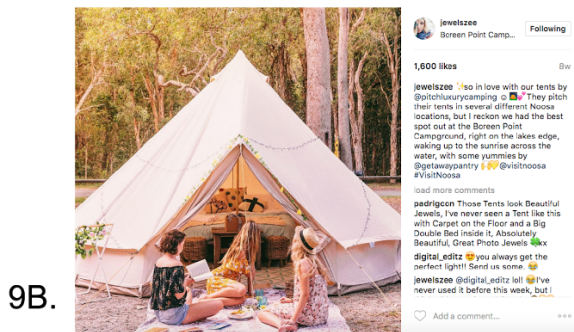 9B.
jewelszee
Boreen Point Camp...
Following
1,600 likes
8w
jewelszee ✨so in love with our tents by
@pitchluxurycamping ☺️🙆🏻💕They pitch
their tents in several different Noosa
locations, but I reckon we had the best
spot out at the Boreen Point
Campground, right on the lakes edge,
waking up to the sunrise across the
water, with some yummies by
@getawaypantry 🙌💛@visitnoosa
#VisitNoosa
load more comments
padrigccn Those Tents look Beautiful
Jewels, I've never seen a Tent like this
with Carpet on the Floor and a Big
Double Bed inside it, Absolutely
Beautiful, Great Photo Jewels 🍀xx
digital_editz 😍you always get the
perfect light!! Send us some. 😂
jewelszee @digital_editz loll 😂I've
never used it before this week, but I
Add a comment...